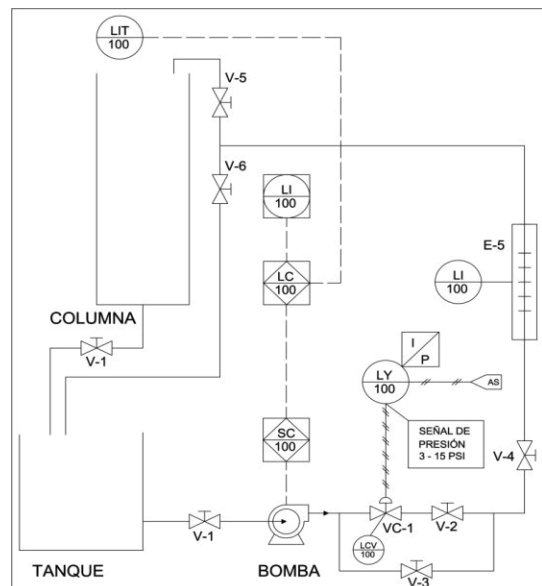 LIT
100
V-5
V-6
LI
100
E-5
LC
100
LI
100
COLUMNA
V-1
I
P
LY
100
AS
SC
100
SEÑAL DE
PRESIÓN
3 - 15 PSI
V-4
V-1
VC-1
V-2
LCV
100
V-3
TANQUE
BOMBA